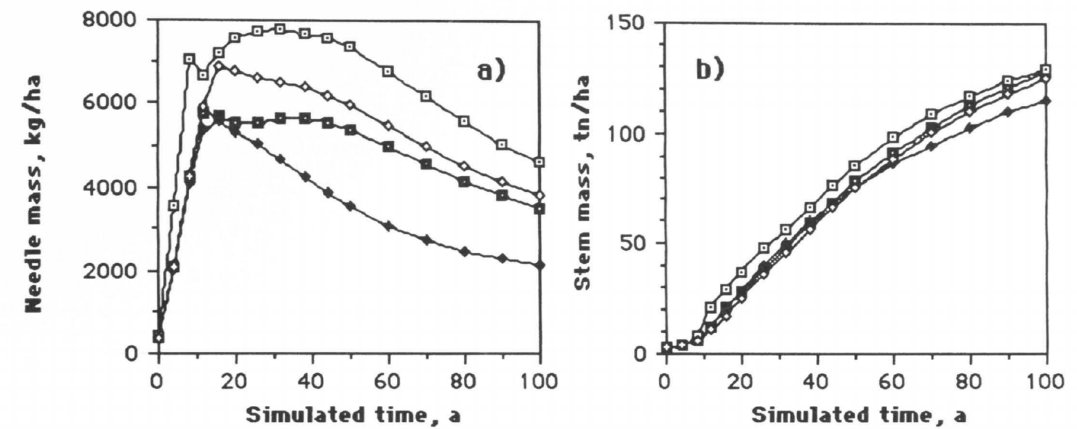 Needle mass, kg/ha
8000
6000
4000
2000
0
a)
0 20 40 60 80 100
Simulated time, a
Stem mass, tn/ha
150
100
50
0
b)
0 20 40 60 80 100
Simulated time, a